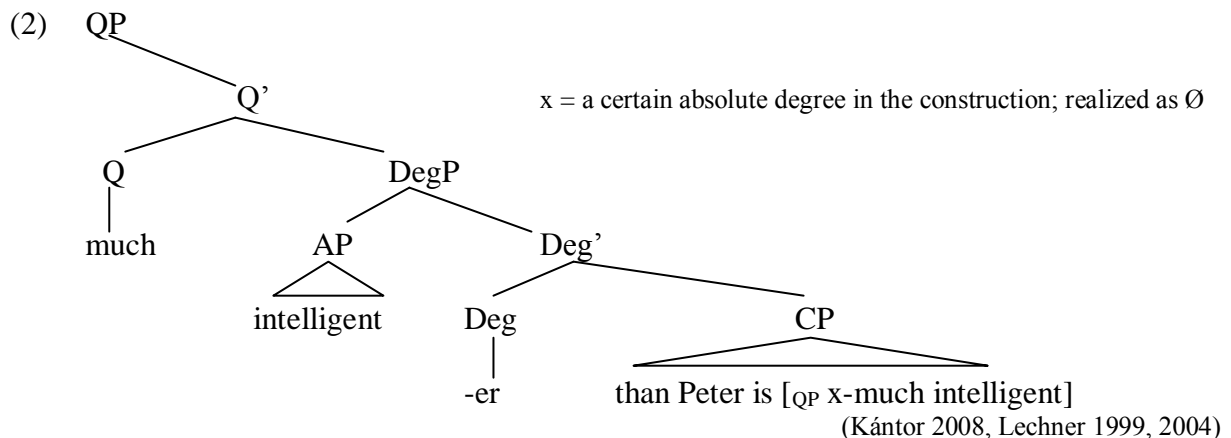 (2) QP
Q’ x = a certain absolute degree in the construction; realized as Ø
Q DegP
much AP Deg’
intelligent Deg CP
-er than Peter is [QP x-much intelligent]
(Kántor 2008, Lechner 1999, 2004)